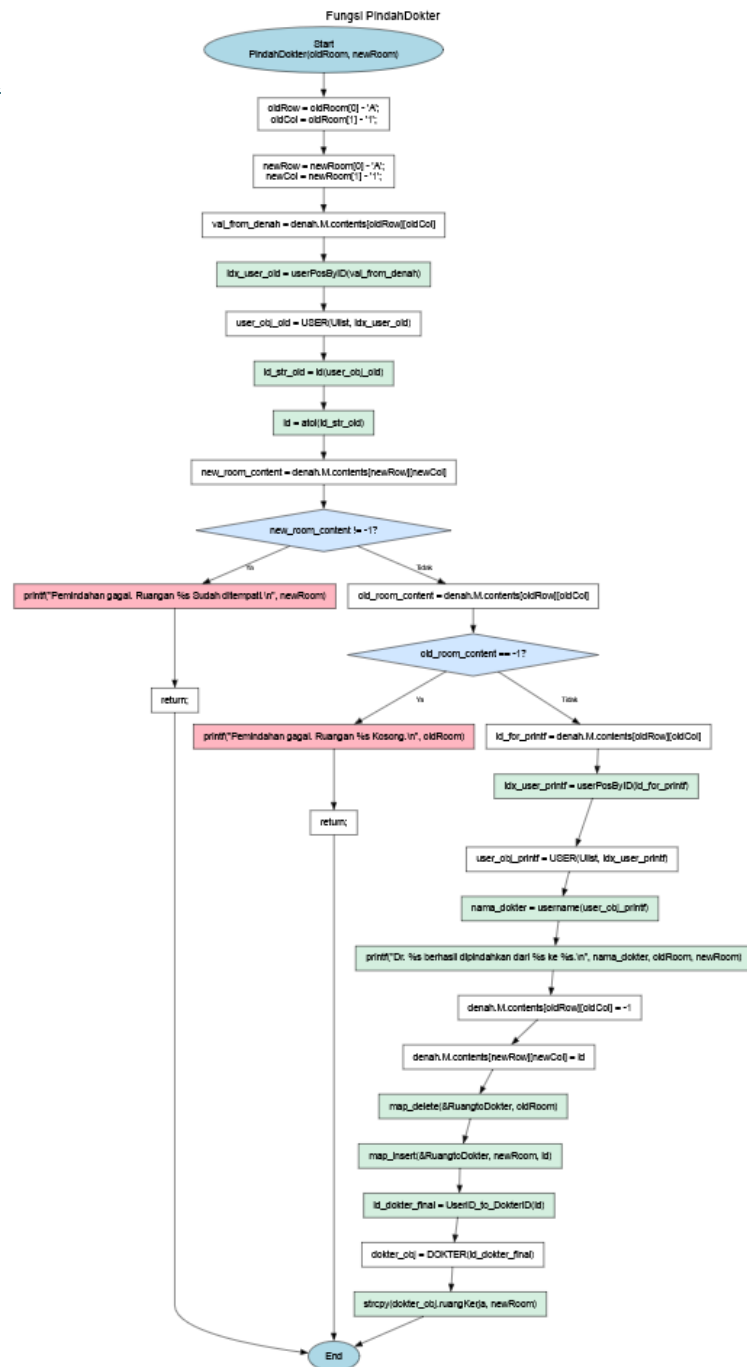 Fungsi PindahDokter
Start
PindahDokter(oldRoom, newRoom)
oldRow = oldRoom[0] - 'A';
oldCol = oldRoom[1] - '1';
newRow = newRoom[0] - 'A';
newCol = newRoom[1] - '1';
val_from_denah = denah.M.contents[oldRow][oldCol]
idx_user_old = userPosByID(val_from_denah)
user_obj_old = USER(Ulist, idx_user_old)
id_str_old = id(user_obj_old)
id = atoi(id_str_old)
new_room_content = denah.M.contents[newRow][newCol]
new_room_content != -1?
Ya
Tidak
printf("Pemindahan gagal. Ruangan %s Sudah ditempati.\n", newRoom)
old_room_content = denah.M.contents[oldRow][oldCol]
old_room_content == -1?
return;
Ya
Tidak
printf("Pemindahan gagal. Ruangan %s Kosong.\n", oldRoom)
id_for_printf = denah.M.contents[oldRow][oldCol]
idx_user_printf = userPosByID(id_for_printf)
return;
user_obj_printf = USER(Ulist, idx_user_printf)
nama_dokter = username(user_obj_printf)
printf("Dr. %s berhasil dipindahkan dari %s ke %s.\n", nama_dokter, oldRoom, newRoom)
denah.M.contents[oldRow][oldCol] = -1
denah.M.contents[newRow][newCol] = id
map_delete(&RuangtoDokter, oldRoom)
map_insert(&RuangtoDokter, newRoom, id)
id_dokter_final = UserID_to_DokterID(id)
dokter_obj = DOKTER(id_dokter_final)
strcpy(dokter_obj.ruangKerja, newRoom)
End